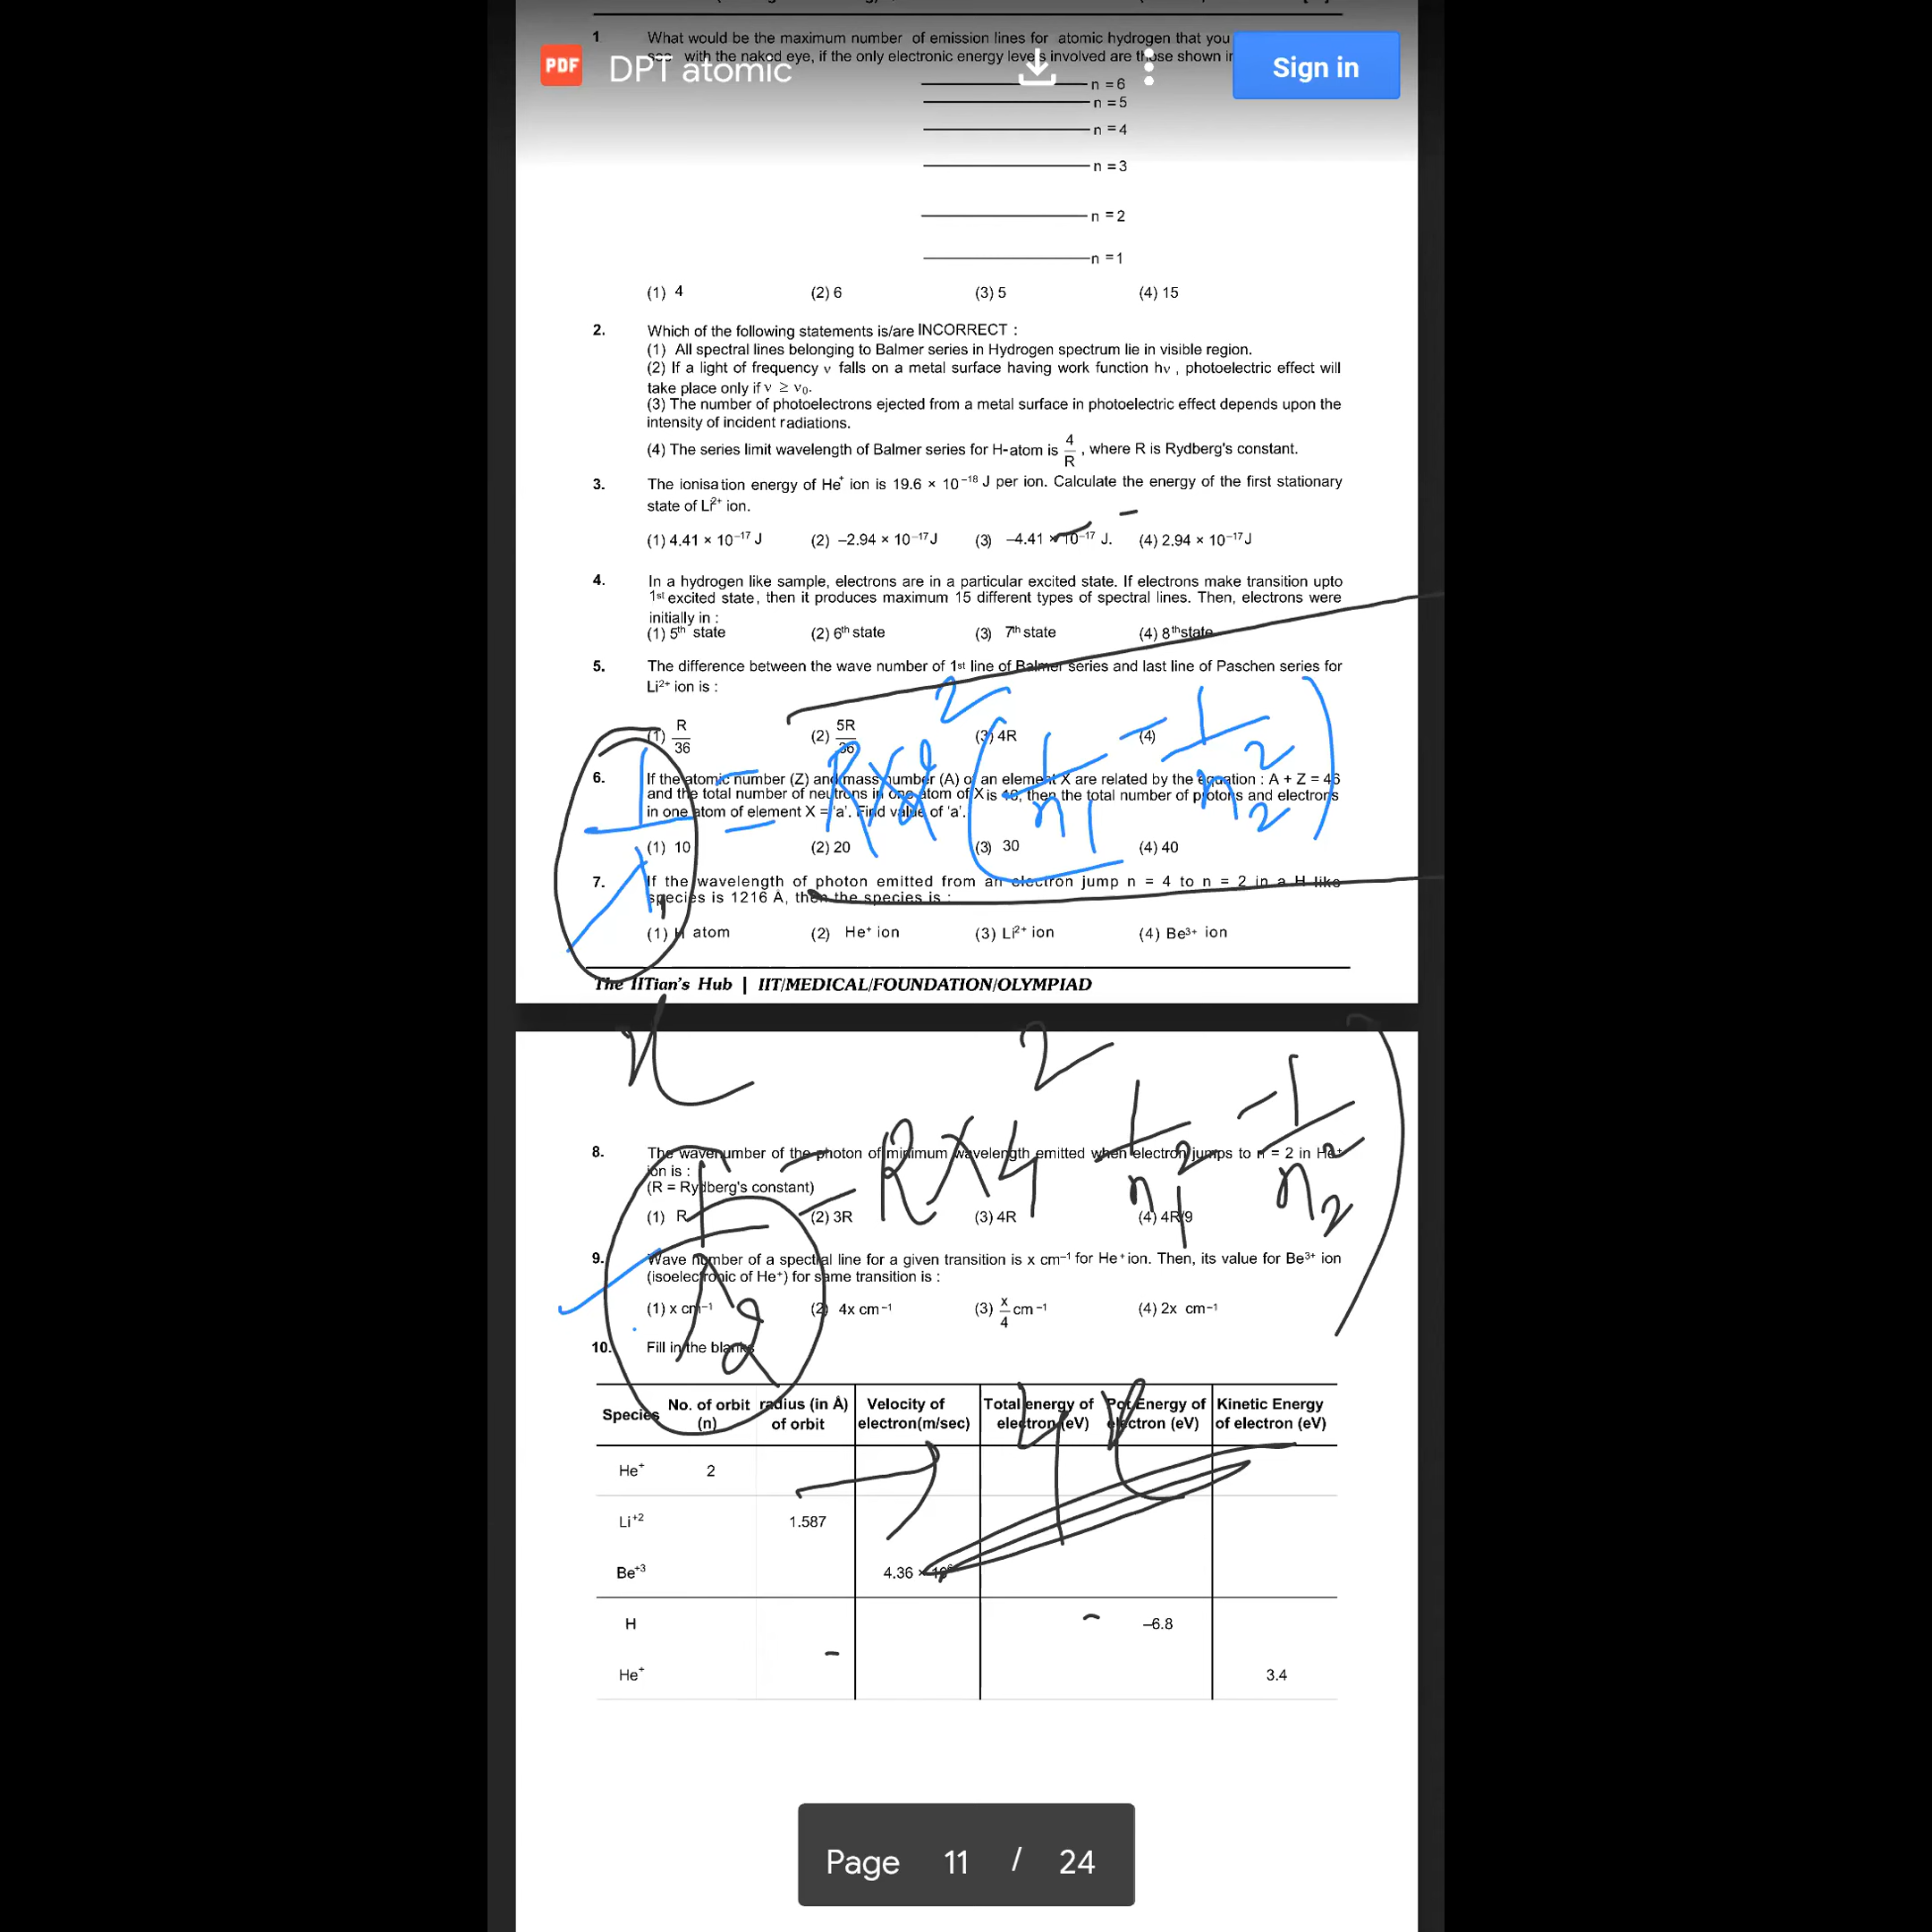 1 What would be the maximum number of emission lines for atomic hydrogen that you
see with the naked eye, if the only electronic energy levels involved are those shown in
PDF DPT atomic Sign in
n = 6
n = 5
n = 4
n = 3
n = 2
n = 1
(1) 4 (2) 6 (3) 5 (4) 15
2. Which of the following statements is/are INCORRECT :
(1) All spectral lines belonging to Balmer series in Hydrogen spectrum lie in visible region.
(2) If a light of frequency ν falls on a metal surface having work function hν , photoelectric effect will
take place only if ν ≥ ν₀.
(3) The number of photoelectrons ejected from a metal surface in photoelectric effect depends upon the
intensity of incident radiations.
(4) The series limit wavelength of Balmer series for H-atom is 4/R , where R is Rydberg's constant.
3. The ionisation energy of He⁺ ion is 19.6 × 10⁻¹⁸ J per ion. Calculate the energy of the first stationary
state of Li²⁺ ion.
(1) 4.41 × 10⁻¹⁷ J (2) –2.94 × 10⁻¹⁷ J (3) –4.41 × 10⁻¹⁷ J. (4) 2.94 × 10⁻¹⁷ J
4. In a hydrogen like sample, electrons are in a particular excited state. If electrons make transition upto
1st excited state, then it produces maximum 15 different types of spectral lines. Then, electrons were
initially in :
(1) 5th state (2) 6th state (3) 7th state (4) 8th state
5. The difference between the wave number of 1st line of Balmer series and last line of Paschen series for
Li²⁺ ion is :
(1) R/36 (2) 5R/36 (3) 4R (4)
6. If the atomic number (Z) and mass number (A) of an element X are related by the equation : A + Z = 46
and the total number of neutrons in one atom of X is 16, then the total number of protons and electrons
in one atom of element X = 'a'. Find value of 'a'.
(1) 10 (2) 20 (3) 30 (4) 40
7. If the wavelength of photon emitted from an electron jump n = 4 to n = 2 in a H like
species is 1216 Å, then the species is :
(1) H atom (2) He⁺ ion (3) Li²⁺ ion (4) Be³⁺ ion
The IITian's Hub | IIT/MEDICAL/FOUNDATION/OLYMPIAD
8. The wavenumber of the photon of minimum wavelength emitted when electron jumps to n = 2 in He⁺
ion is :
(R = Rydberg's constant)
(1) R (2) 3R (3) 4R (4) 4R/9
9. Wave number of a spectral line for a given transition is x cm⁻¹ for He⁺ ion. Then, its value for Be³⁺ ion
(isoelectronic of He⁺) for same transition is :
(1) x cm⁻¹ (2) 4x cm⁻¹ (3) x/4 cm⁻¹ (4) 2x cm⁻¹
10. Fill in the blanks
Species No. of orbit (n) radius (in Å) of orbit Velocity of electron(m/sec) Total energy of electron (eV) Pot. Energy of electron (eV) Kinetic Energy of electron (eV)
He⁺ 2
Li⁺² 1.587
Be⁺³ 4.36 × 10⁶
H –6.8
He⁺ 3.4
Page 11 / 24